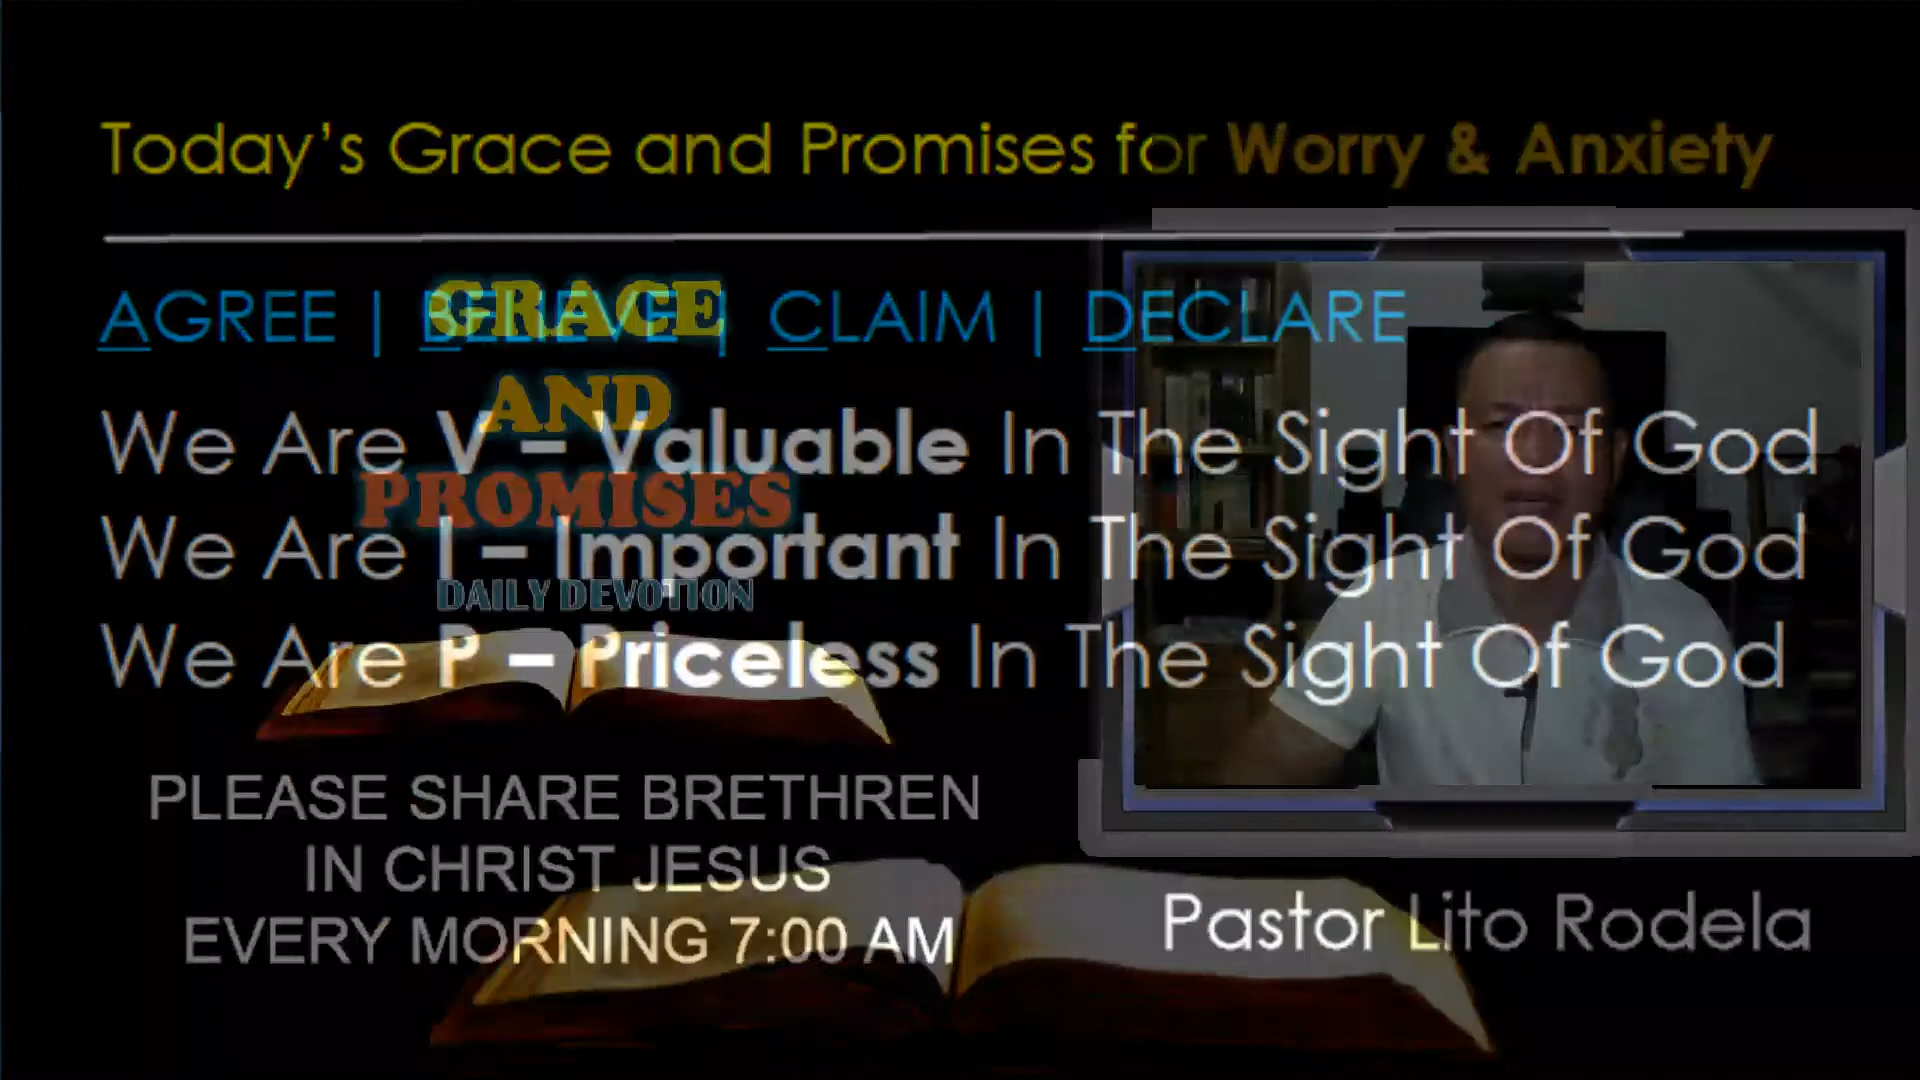 Today's Grace and Promises for Worry & Anxiety
AGREE | BELIEVE | CLAIM | DECLARE
GRACE
AND
PROMISES
DAILY DEVOTION
We Are V – Valuable In The Sight Of God
We Are I – Important In The Sight Of God
We Are P – Priceless In The Sight Of God
PLEASE SHARE BRETHREN
IN CHRIST JESUS
EVERY MORNING 7:00 AM
Pastor Lito Rodela